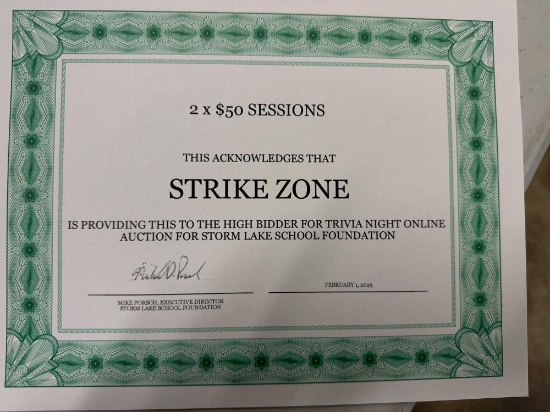 2 x $50 SESSIONS
THIS ACKNOWLEDGES THAT
STRIKE ZONE
IS PROVIDING THIS TO THE HIGH BIDDER FOR TRIVIA NIGHT ONLINE
AUCTION FOR STORM LAKE SCHOOL FOUNDATION
FEBRUARY 1, 2025
MIKE PORSCH, EXECUTIVE DIRECTOR
STORM LAKE SCHOOL FOUNDATION